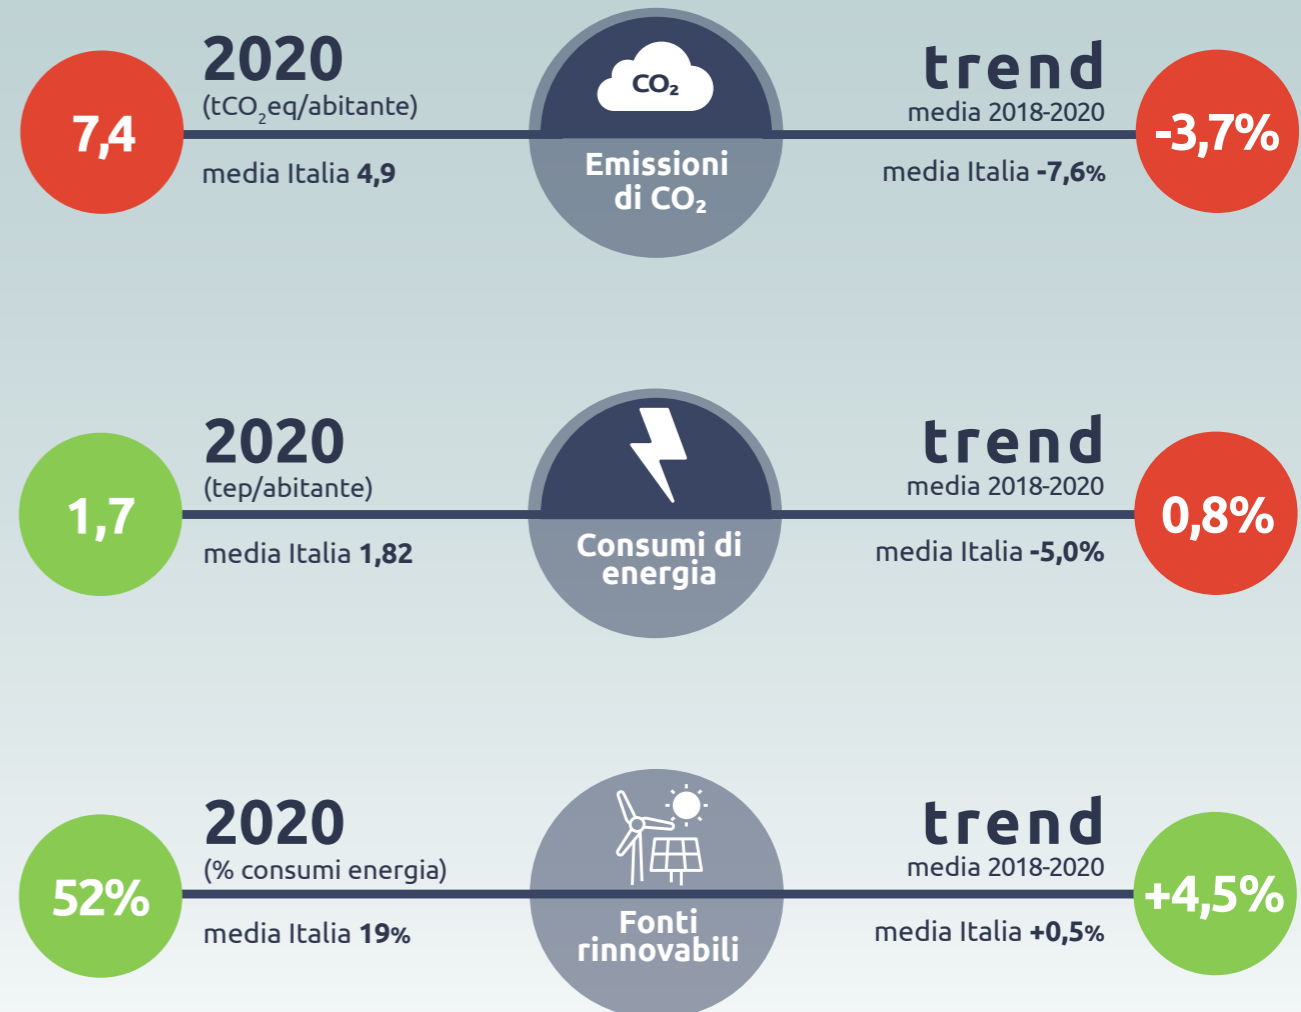 2020
(tCO₂eq/abitante)
7,4
media Italia 4,9
CO₂
Emissioni
di CO₂
trend
media 2018-2020
-3,7%
media Italia -7,6%
2020
(tep/abitante)
1,7
media Italia 1,82
Consumi di
energia
trend
media 2018-2020
0,8%
media Italia -5,0%
2020
(% consumi energia)
52%
media Italia 19%
Fonti
rinnovabili
trend
media 2018-2020
+4,5%
media Italia +0,5%